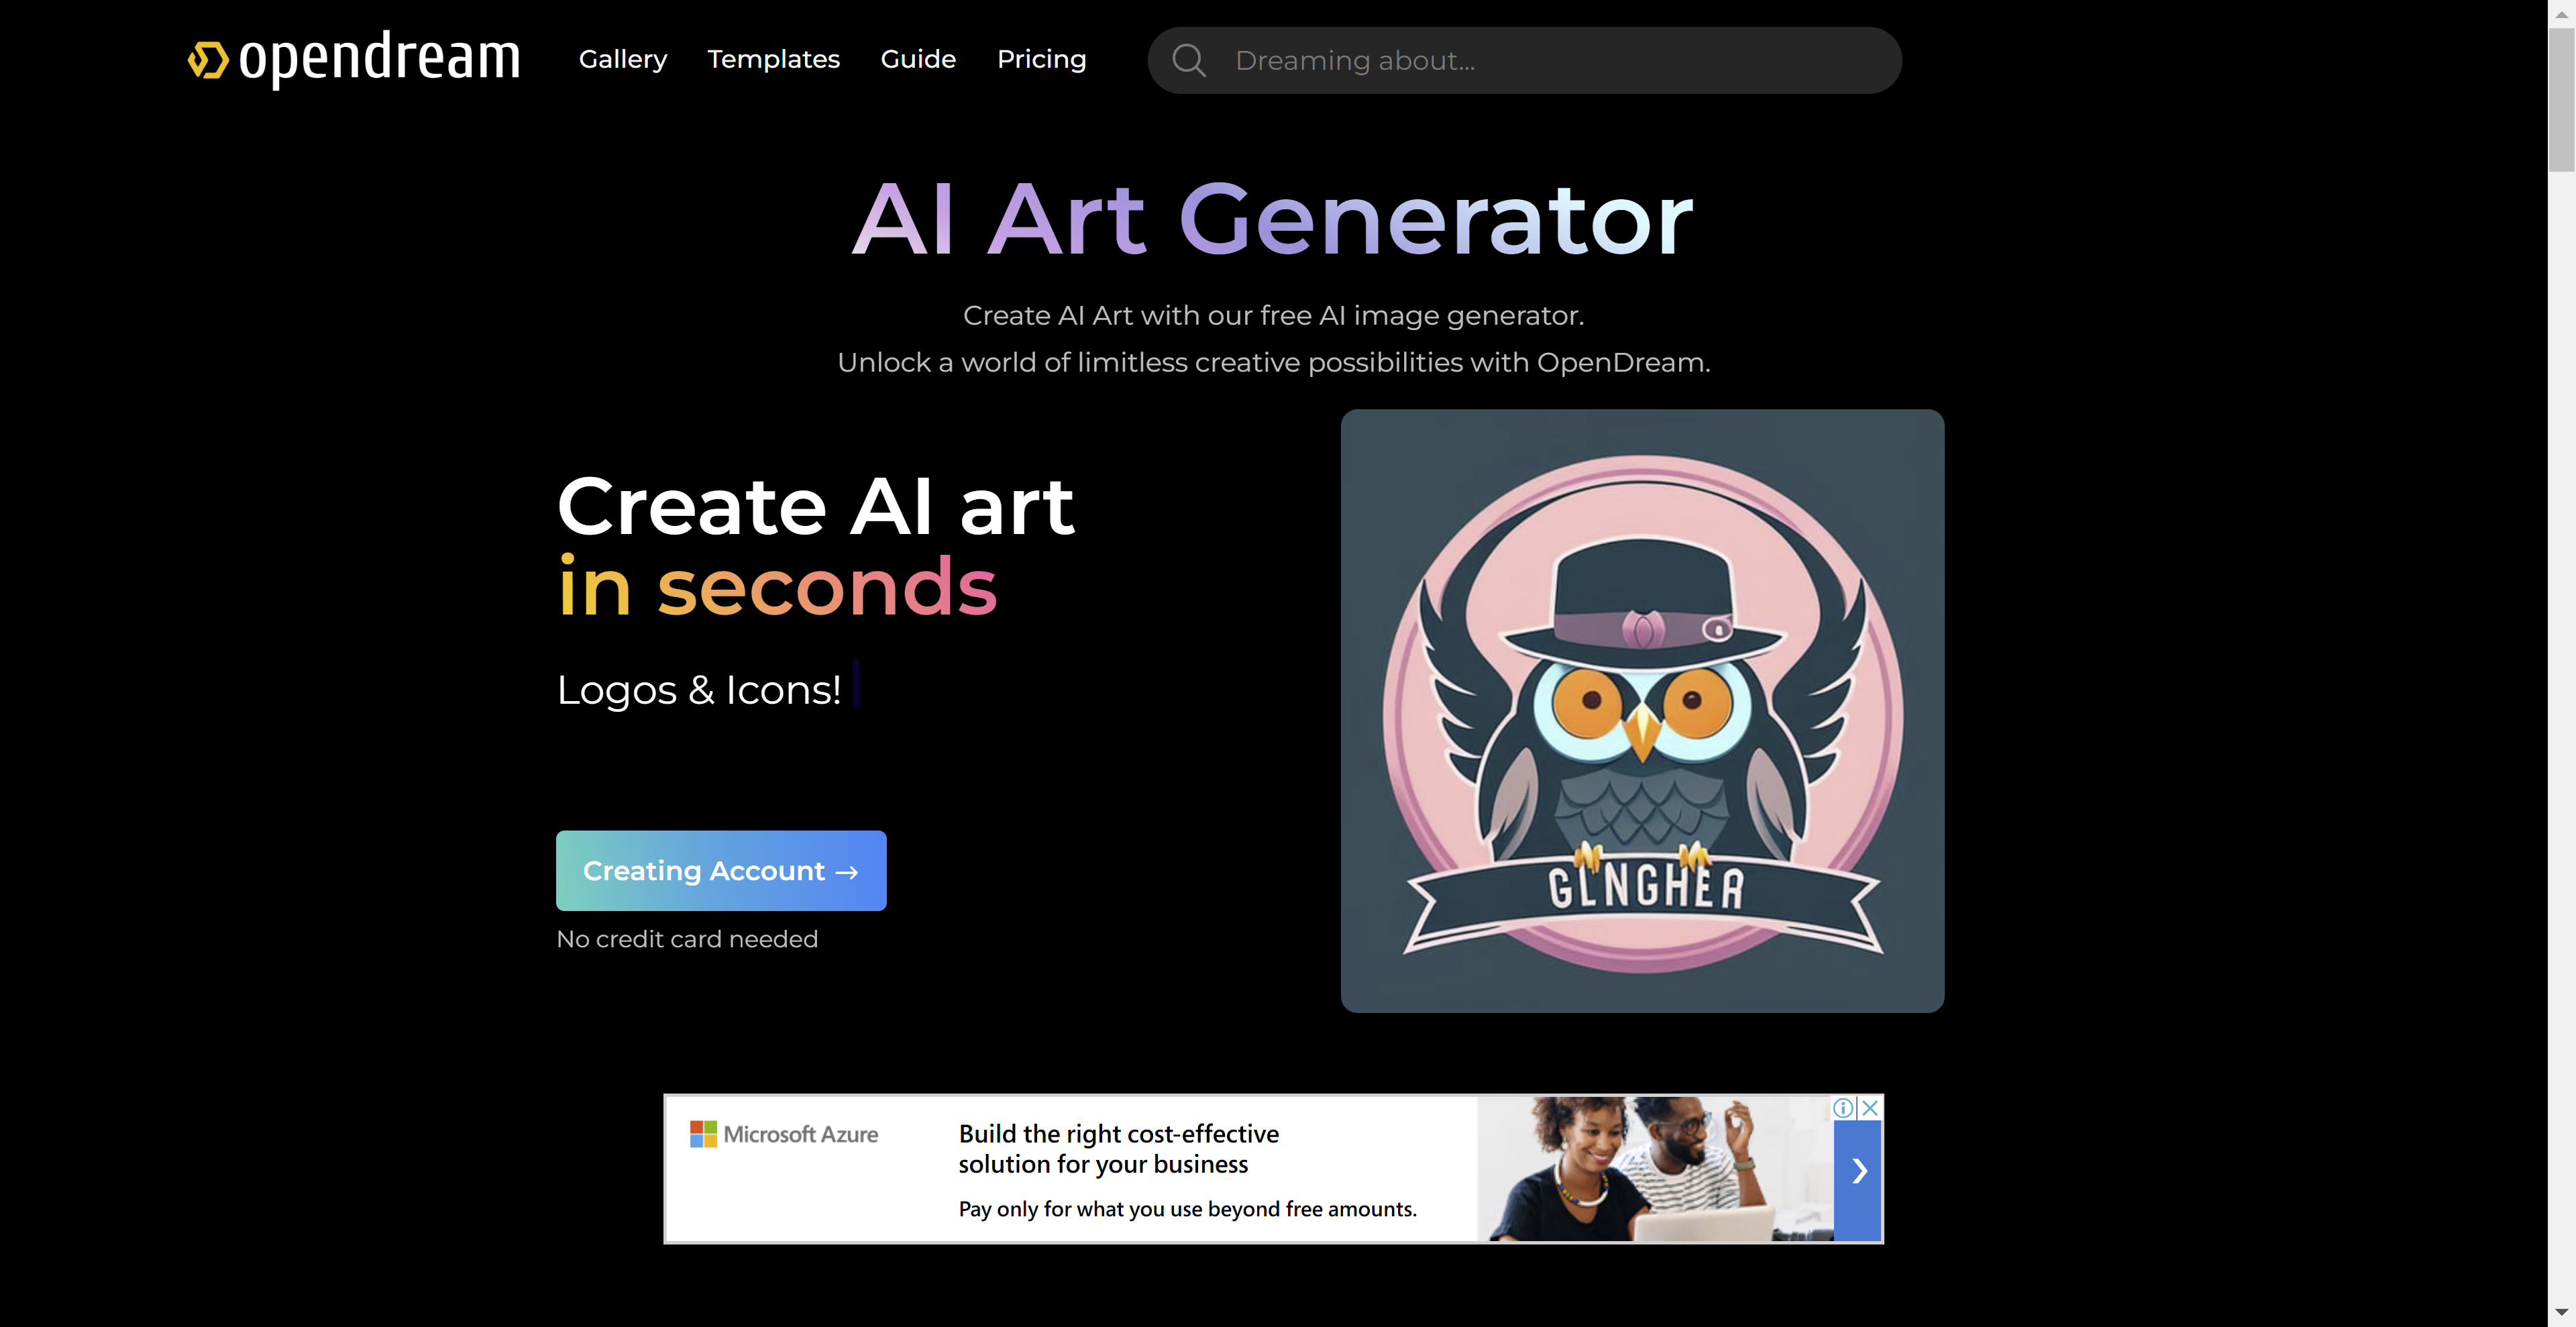 opendream
Gallery Templates Guide Pricing
Dreaming about...
AI Art Generator
Create AI Art with our free AI image generator.
Unlock a world of limitless creative possibilities with OpenDream.
Create AI art
in seconds
Logos & Icons!
Creating Account →
No credit card needed
GLNGHEA
Microsoft Azure
Build the right cost-effective
solution for your business
Pay only for what you use beyond free amounts.